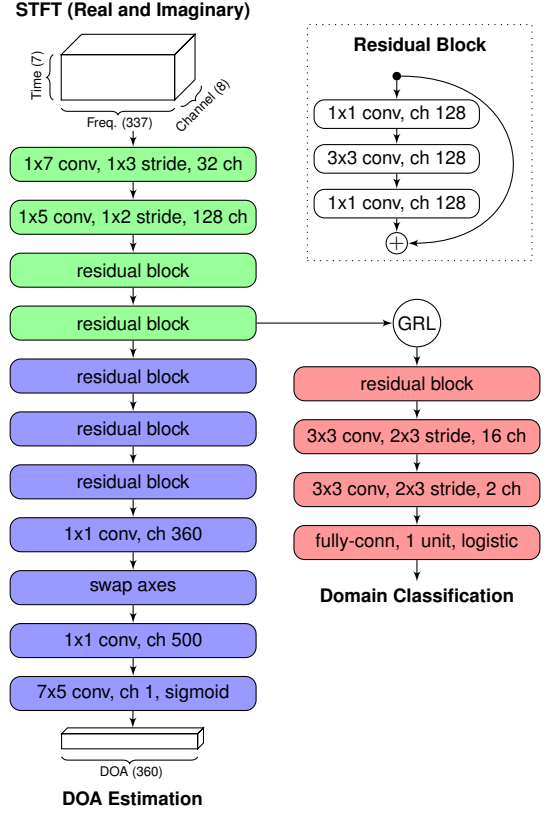 STFT (Real and Imaginary)
Time (7)
Freq. (337)
Channel (8)
1x7 conv, 1x3 stride, 32 ch
1x5 conv, 1x2 stride, 128 ch
residual block
residual block
residual block
residual block
residual block
1x1 conv, ch 360
swap axes
1x1 conv, ch 500
7x5 conv, ch 1, sigmoid
DOA (360)
DOA Estimation
Residual Block
1x1 conv, ch 128
3x3 conv, ch 128
1x1 conv, ch 128
+
GRL
residual block
3x3 conv, 2x3 stride, 16 ch
3x3 conv, 2x3 stride, 2 ch
fully-conn, 1 unit, logistic
Domain Classification